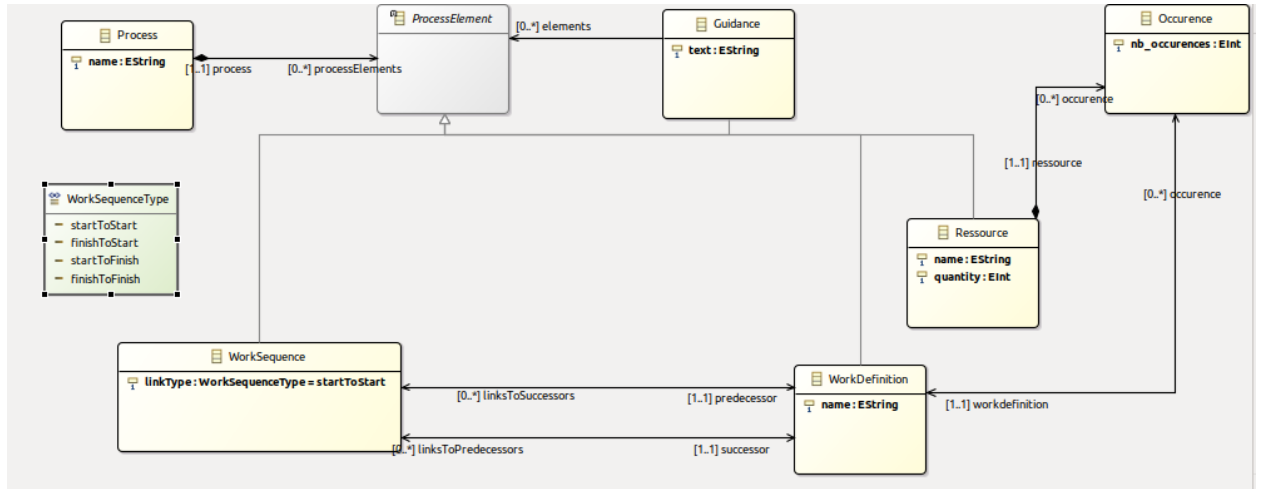 Process
name : EString
[1..1] process
[0..*] processElements
ProcessElement
[0..*] elements
Guidance
text : EString
Occurence
nb_occurences : EInt
[0..*] occurence
[1..1] ressource
[0..*] occurence
WorkSequenceType
startToStart
finishToStart
startToFinish
finishToFinish
Ressource
name : EString
quantity : EInt
WorkSequence
linkType : WorkSequenceType = startToStart
[0..*] linksToSuccessors
[1..1] predecessor
[0..*] linksToPredecessors
[1..1] successor
WorkDefinition
name : EString
[1..1] workdefinition